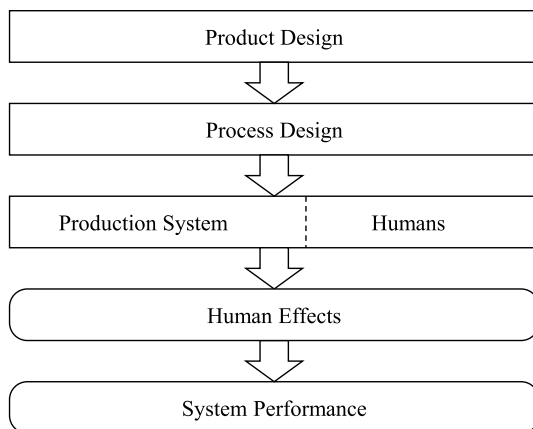 Product Design
Process Design
Production System Humans
Human Effects
System Performance